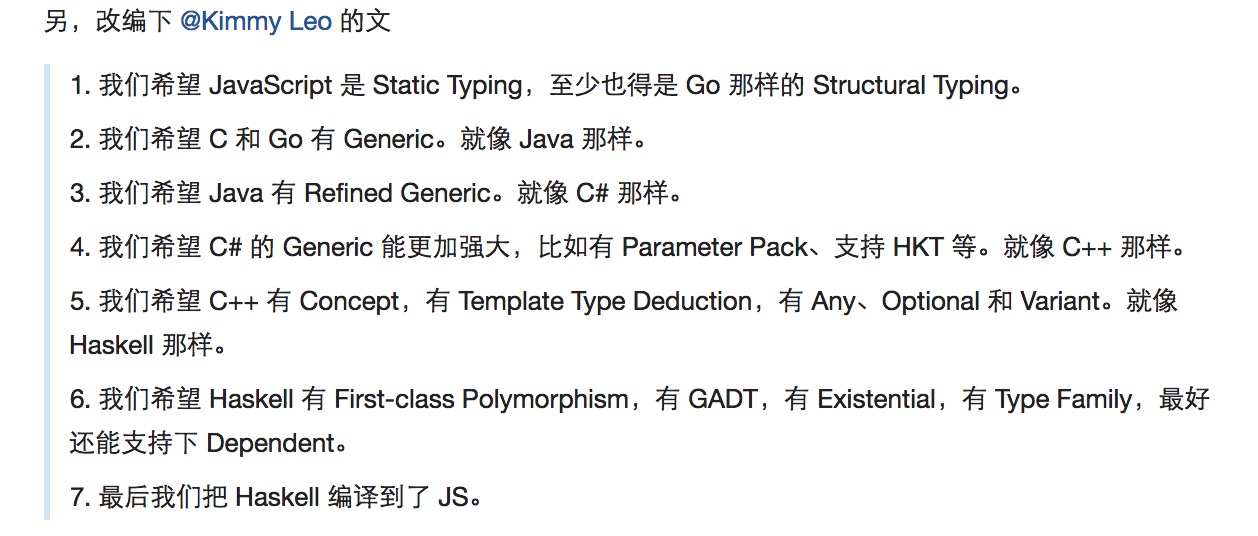 另，改编下 @Kimmy Leo 的文
1. 我们希望 JavaScript 是 Static Typing，至少也得是 Go 那样的 Structural Typing。
2. 我们希望 C 和 Go 有 Generic。就像 Java 那样。
3. 我们希望 Java 有 Refined Generic。就像 C# 那样。
4. 我们希望 C# 的 Generic 能更加强大，比如有 Parameter Pack、支持 HKT 等。就像 C++ 那样。
5. 我们希望 C++ 有 Concept，有 Template Type Deduction，有 Any、Optional 和 Variant。就像
Haskell 那样。
6. 我们希望 Haskell 有 First-class Polymorphism，有 GADT，有 Existential，有 Type Family，最好
还能支持下 Dependent。
7. 最后我们把 Haskell 编译到了 JS。